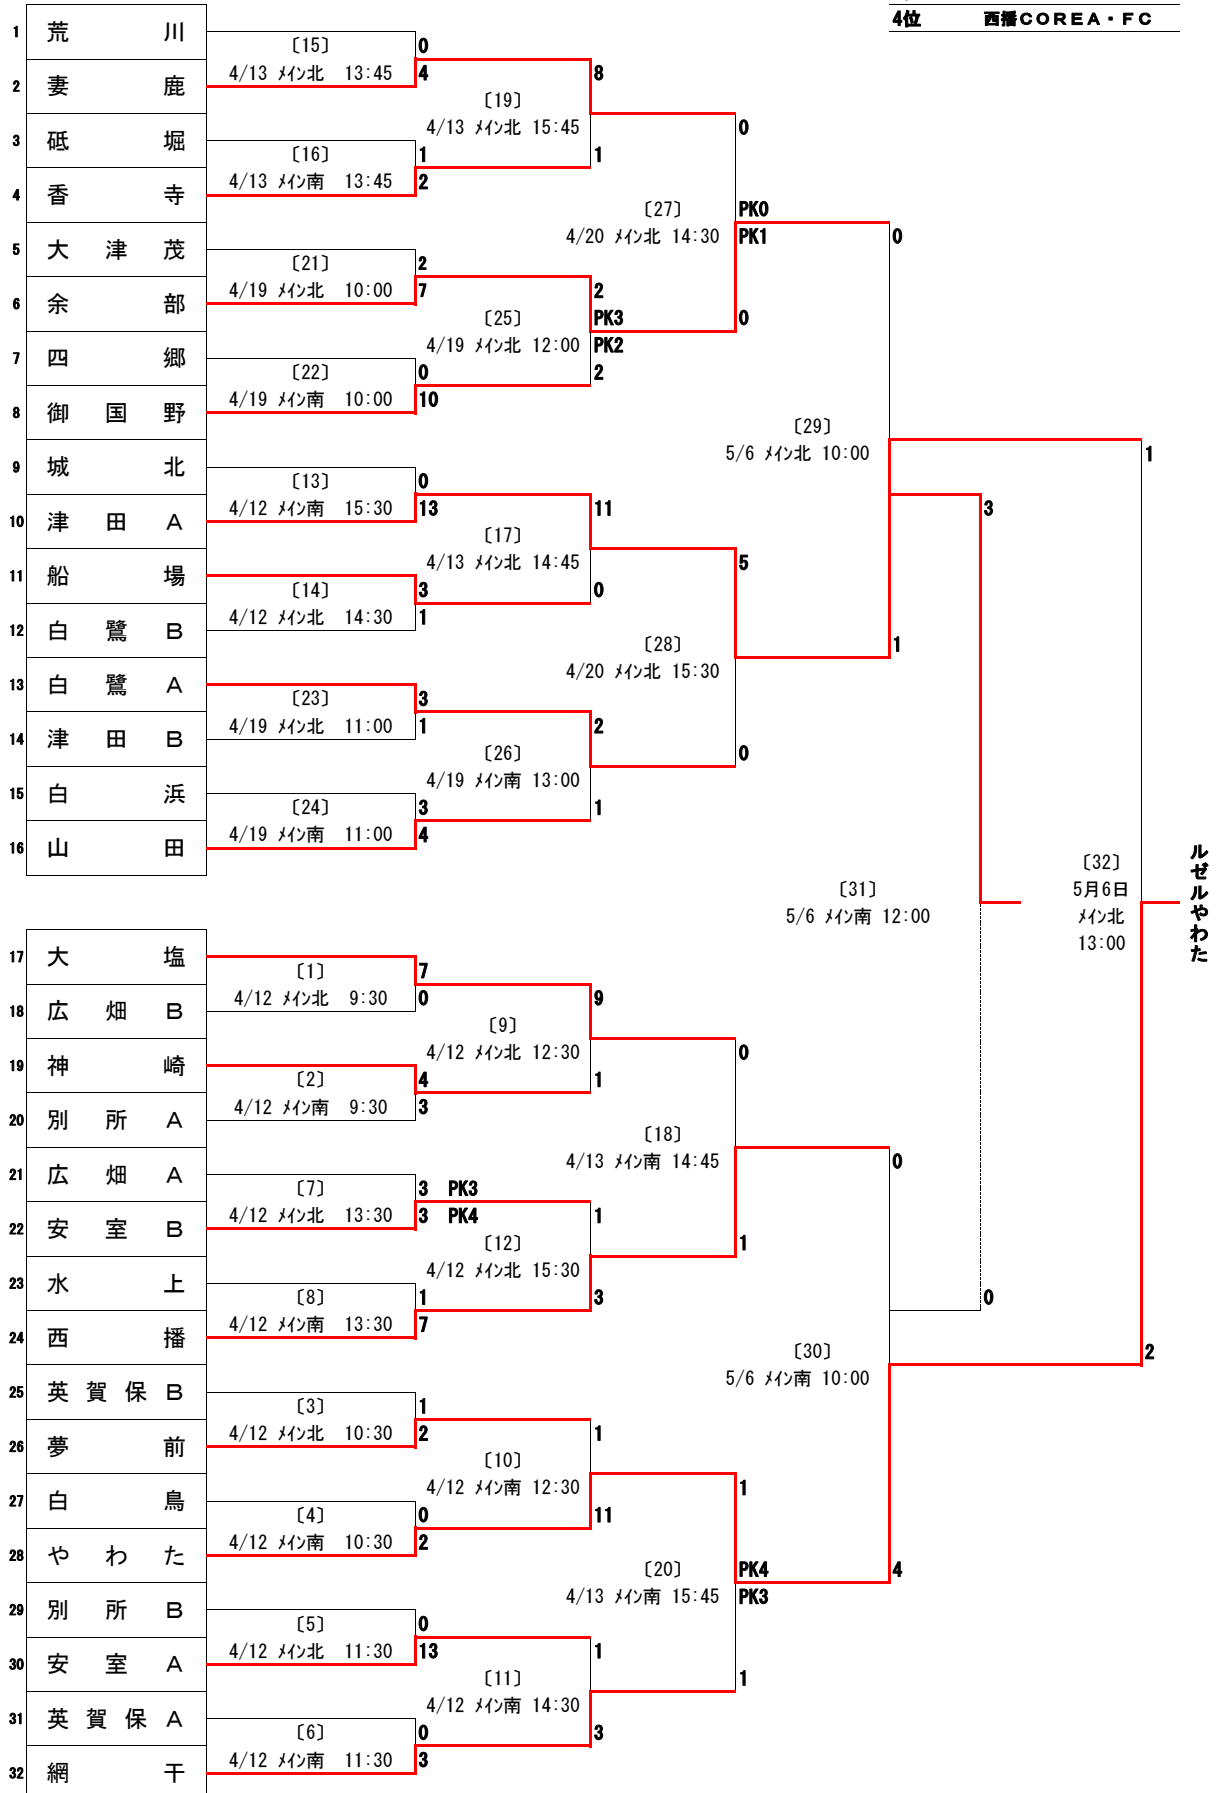 4位 西播COREA・FC
1 荒川
〔15〕 0
4/13 メイン北 13:45 4
8
2 妻鹿
〔19〕
4/13 メイン北 15:45
0
3 砥堀
〔16〕 1
1
4/13 メイン南 13:45 2
4 香寺
〔27〕 PK0
4/20 メイン北 14:30 PK1
0
5 大津茂
〔21〕 2
4/19 メイン北 10:00 7
2
6 余部
〔25〕 PK3
0
4/19 メイン北 12:00 PK2
7 四郷
〔22〕 0
2
4/19 メイン南 10:00 10
8 御国野
〔29〕
5/6 メイン北 10:00
1
9 城北
〔13〕 0
4/12 メイン南 15:30 13
11
3
10 津田A
〔17〕
4/13 メイン北 14:45
5
11 船場
〔14〕 3
0
4/12 メイン北 14:30 1
12 白鷺B
〔28〕
1
4/20 メイン北 15:30
13 白鷺A
〔23〕 3
4/19 メイン北 11:00 1
2
14 津田B
〔26〕
0
4/19 メイン南 13:00
15 白浜
〔24〕 3
1
4/19 メイン南 11:00 4
16 山田
〔32〕
5月6日
メイン北
13:00
ルゼルやわた
〔31〕
5/6 メイン南 12:00
17 大塩
〔1〕 7
4/12 メイン北 9:30 0
9
18 広畑B
〔9〕
4/12 メイン北 12:30
0
19 神崎
〔2〕 4
1
4/12 メイン南 9:30 3
20 別所A
〔18〕
4/13 メイン南 14:45
0
21 広畑A
〔7〕 3 PK3
4/12 メイン北 13:30 3 PK4
1
22 安室B
〔12〕
1
4/12 メイン北 15:30
23 水上
〔8〕 1
3
0
4/12 メイン南 13:30 7
24 西播
〔30〕
2
5/6 メイン南 10:00
25 英賀保B
〔3〕 1
4/12 メイン北 10:30 2
1
26 夢前
〔10〕
4/12 メイン南 12:30
1
27 白鳥
〔4〕 0
11
4/12 メイン南 10:30 2
28 やわた
〔20〕 PK4
4
4/13 メイン南 15:45 PK3
29 別所B
〔5〕 0
4/12 メイン北 11:30 13
1
30 安室A
〔11〕
1
4/12 メイン南 14:30
31 英賀保A
〔6〕 0
3
4/12 メイン南 11:30 3
32 網干